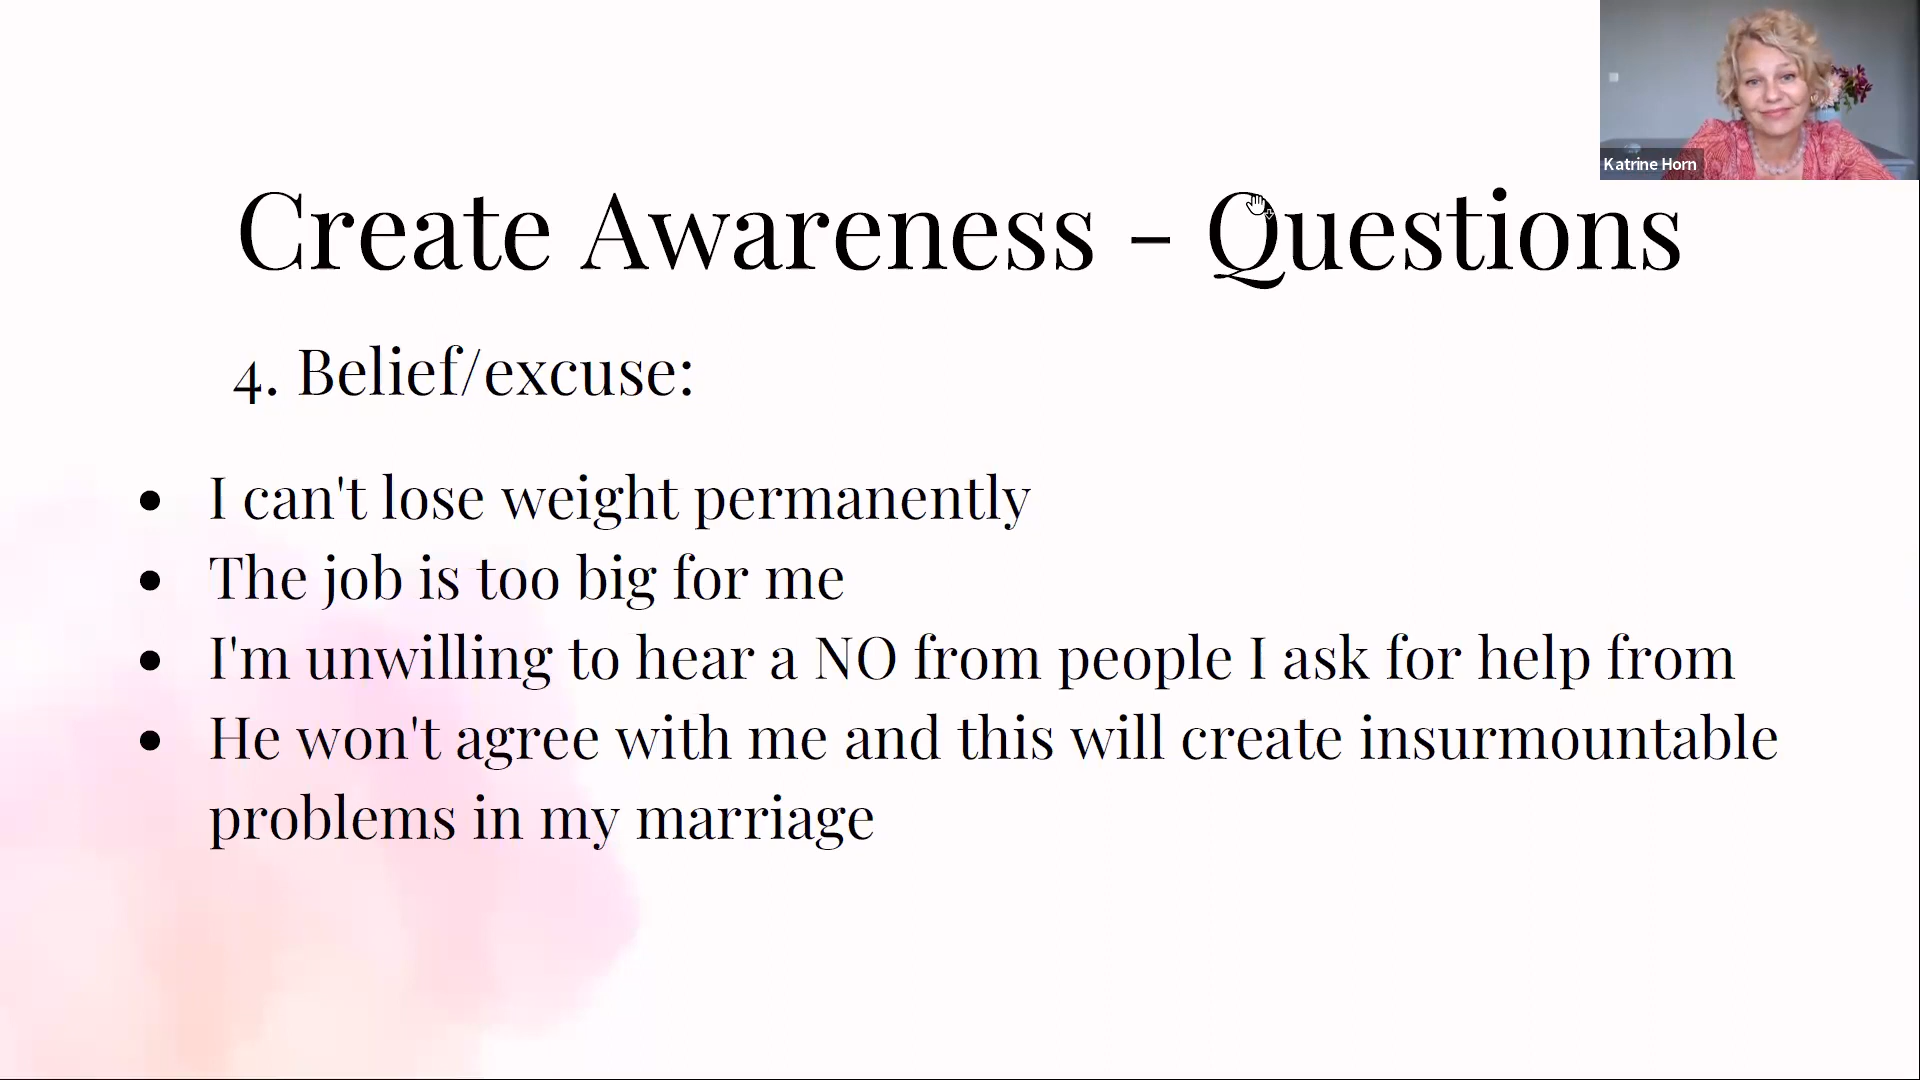 Katrine Horn
Create Awareness - Questions
4. Belief/excuse:
• I can't lose weight permanently
• The job is too big for me
• I'm unwilling to hear a NO from people I ask for help from
• He won't agree with me and this will create insurmountable
problems in my marriage